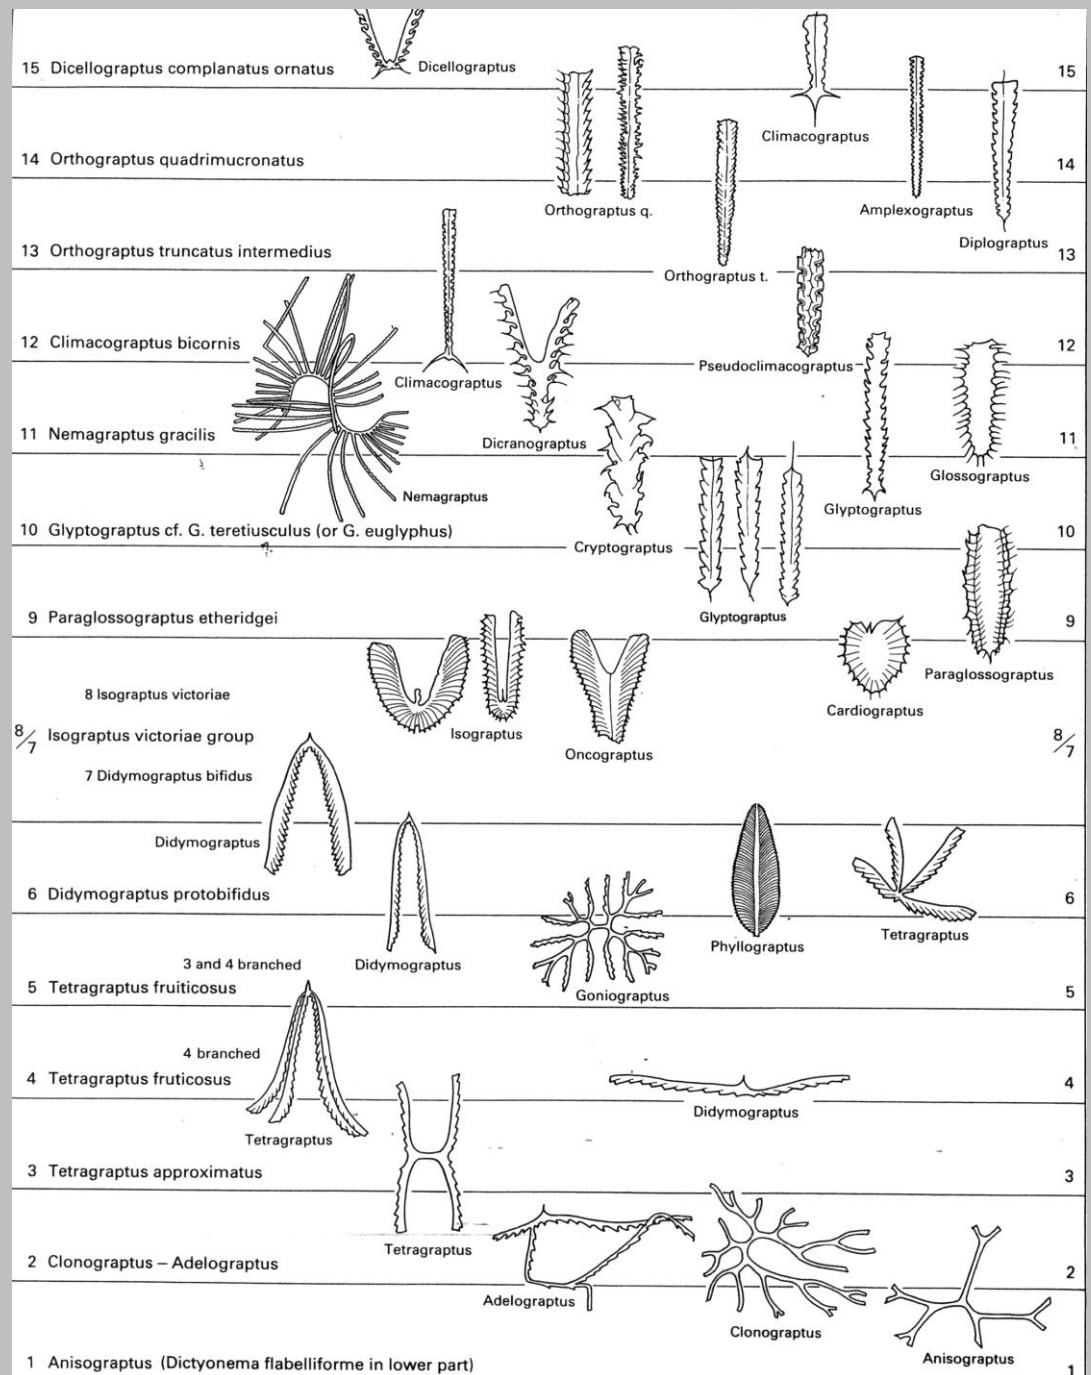 15 Dicellograptus complanatus ornatus
Dicellograptus
15
Climacograptus
14 Orthograptus quadrimucronatus
14
Orthograptus q.
Amplexograptus
Diplograptus
13 Orthograptus truncatus intermedius
13
Orthograptus t.
12 Climacograptus bicornis
12
Climacograptus
Pseudoclimacograptus
11 Nemagraptus gracilis
11
Dicranograptus
Glossograptus
Nemagraptus
Glyptograptus
10 Glyptograptus cf. G. teretiusculus (or G. euglyphus)
10
Cryptograptus
9 Paraglossograptus etheridgei
Glyptograptus
9
Paraglossograptus
8 Isograptus victoriae
Cardiograptus
8/7 Isograptus victoriae group
Isograptus
8/7
Oncograptus
7 Didymograptus bifidus
Didymograptus
6 Didymograptus protobifidus
6
Phyllograptus
Tetragraptus
3 and 4 branched
Didymograptus
5 Tetragraptus fruiticosus
Goniograptus
5
4 branched
4 Tetragraptus fruticosus
4
Didymograptus
Tetragraptus
3 Tetragraptus approximatus
3
Tetragraptus
2 Clonograptus – Adelograptus
2
Adelograptus
Clonograptus
Anisograptus
1 Anisograptus (Dictyonema flabelliforme in lower part)
1